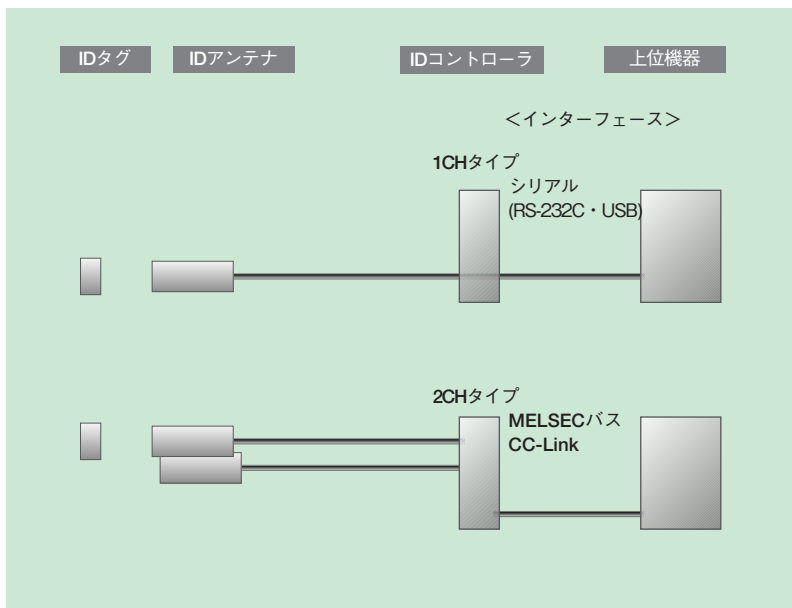 IDタグ
IDアンテナ
IDコントローラ
上位機器
＜インターフェース＞
1CHタイプ
シリアル
(RS-232C・USB)
2CHタイプ
MELSECバス
CC-Link